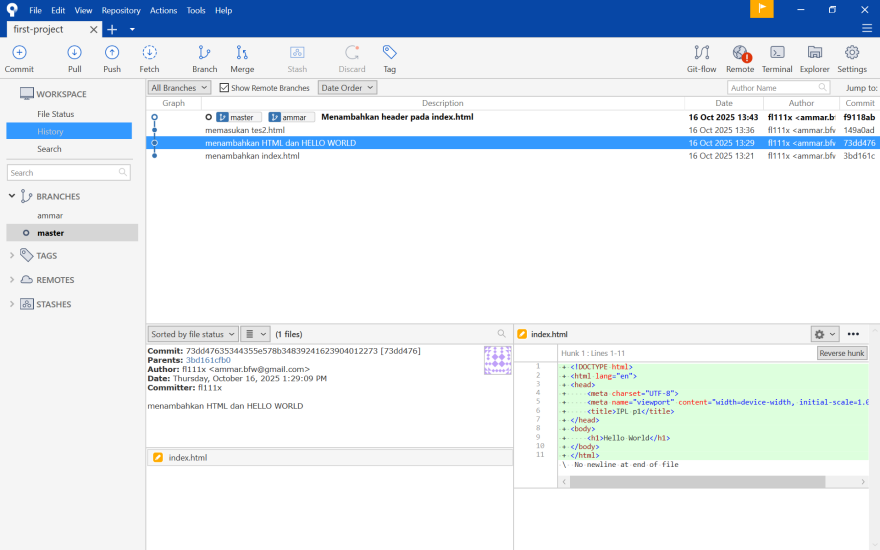 File Edit View Repository Actions Tools Help
first-project
Commit Pull Push Fetch Branch Merge Stash Discard Tag Git-flow Remote Terminal Explorer Settings
WORKSPACE
File Status
History
Search
Search
BRANCHES
ammar
master
TAGS
REMOTES
STASHES
All Branches Show Remote Branches Date Order Author Name Jump to:
Graph Description Date Author Commit
master ammar Menambahkan header pada index.html 16 Oct 2025 13:43 fl111x <ammar.b f9118ab
memasukan tes2.html 16 Oct 2025 13:36 fl111x <ammar.bfw 149a0ad
menambahkan HTML dan HELLO WORLD 16 Oct 2025 13:29 fl111x <ammar.bfw 73dd476
menambahkan index.html 16 Oct 2025 13:21 fl111x <ammar.bfw 3bd161c
Sorted by file status (1 files)
Commit: 73dd47635344355e578b34839241623904012273 [73dd476]
Parents: 3bd161cfb0
Author: fl111x <ammar.bfw@gmail.com>
Date: Thursday, October 16, 2025 1:29:09 PM
Committer: fl111x
menambahkan HTML dan HELLO WORLD
index.html
index.html
Hunk 1 : Lines 1-11 Reverse hunk
1 + <!DOCTYPE html>
2 + <html lang="en">
3 + <head>
4 + <meta charset="UTF-8">
5 + <meta name="viewport" content="width=device-width, initial-scale=1.0
6 + <title>IPL p1</title>
7 + </head>
8 + <body>
9 + <h1>Hello World</h1>
10 + </body>
11 + </html>
\ No newline at end of file